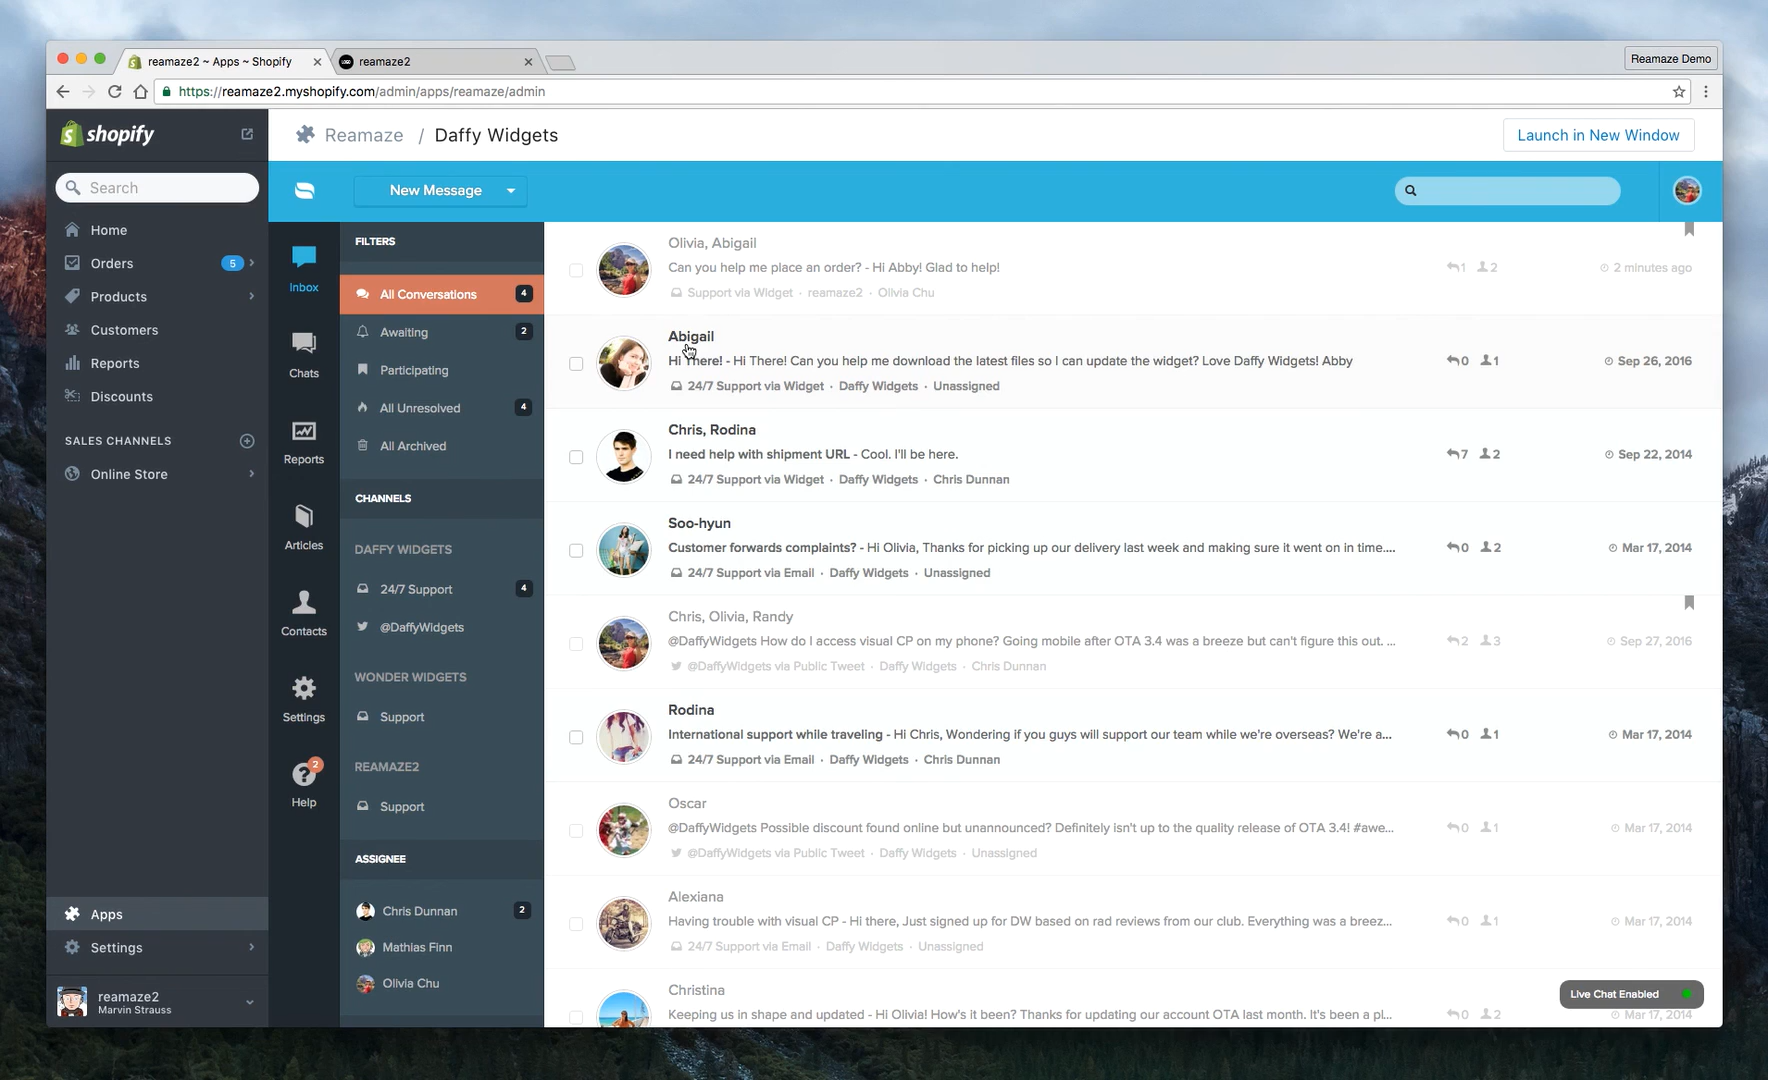 reamaze2 ~ Apps ~ Shopify
reamaze2
Reamaze Demo
https://reamaze2.myshopify.com/admin/apps/reamaze/admin
shopify
Reamaze / Daffy Widgets
Launch in New Window
Search
Home
Orders 5
Products
Customers
Reports
Discounts
SALES CHANNELS
Online Store
Apps
Settings
reamaze2
Marvin Strauss
New Message
Inbox
Chats
Reports
Articles
Contacts
Settings
2
Help
FILTERS
All Conversations 4
Awaiting 2
Participating
All Unresolved 4
All Archived
CHANNELS
DAFFY WIDGETS
24/7 Support 4
@DaffyWidgets
WONDER WIDGETS
Support
REAMAZE2
Support
ASSIGNEE
Chris Dunnan 2
Mathias Finn
Olivia Chu
Olivia, Abigail
Can you help me place an order? - Hi Abby! Glad to help! 1 2 2 minutes ago
Support via Widget · reamaze2 · Olivia Chu
Abigail
Hi There! - Hi There! Can you help me download the latest files so I can update the widget? Love Daffy Widgets! Abby 0 1 Sep 26, 2016
24/7 Support via Widget · Daffy Widgets · Unassigned
Chris, Rodina
I need help with shipment URL - Cool. I'll be here. 7 2 Sep 22, 2014
24/7 Support via Widget · Daffy Widgets · Chris Dunnan
Soo-hyun
Customer forwards complaints? - Hi Olivia, Thanks for picking up our delivery last week and making sure it went on in time.... 0 2 Mar 17, 2014
24/7 Support via Email · Daffy Widgets · Unassigned
Chris, Olivia, Randy
@DaffyWidgets How do I access visual CP on my phone? Going mobile after OTA 3.4 was a breeze but can't figure this out. ... 2 3 Sep 27, 2016
@DaffyWidgets via Public Tweet · Daffy Widgets · Chris Dunnan
Rodina
International support while traveling - Hi Chris, Wondering if you guys will support our team while we're overseas? We're a... 0 1 Mar 17, 2014
24/7 Support via Email · Daffy Widgets · Chris Dunnan
Oscar
@DaffyWidgets Possible discount found online but unannounced? Definitely isn't up to the quality release of OTA 3.4! #awe... 0 1 Mar 17, 2014
@DaffyWidgets via Public Tweet · Daffy Widgets · Unassigned
Alexiana
Having trouble with visual CP - Hi there, Just signed up for DW based on rad reviews from our club. Everything was a breez... 0 1 Mar 17, 2014
24/7 Support via Email · Daffy Widgets · Unassigned
Christina
Keeping us in shape and updated - Hi Olivia! How's it been? Thanks for updating our account OTA last month. It's been a pl... 0 2 Mar 17, 2014
Live Chat Enabled